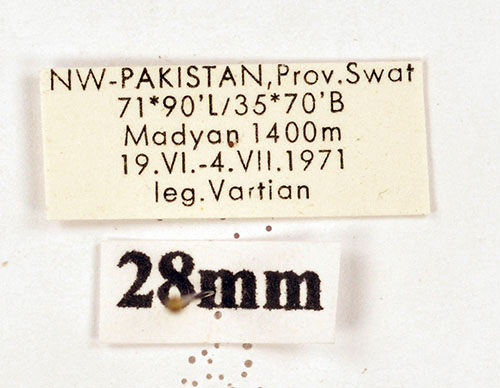 NW-PAKISTAN,Prov.Swat
71*90'L/35*70'B
Madyan 1400m
19.VI.-4.VII.1971
leg.Vartian
28mm